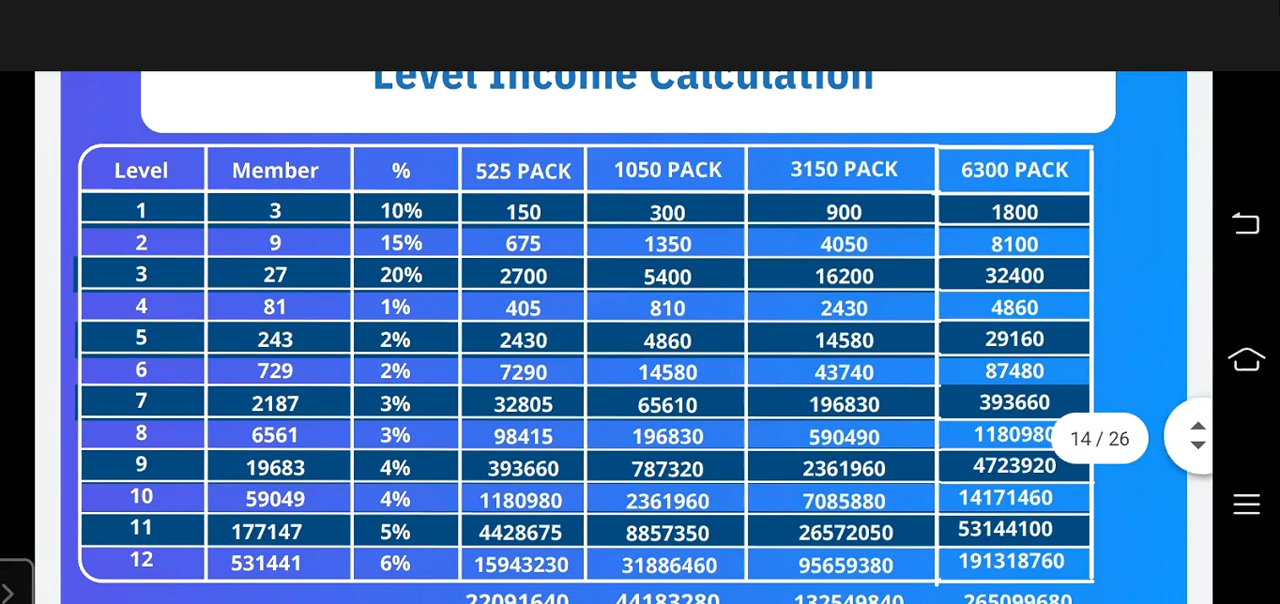 Level Income Calculation
Level Member % 525 PACK 1050 PACK 3150 PACK 6300 PACK
1 3 10% 150 300 900 1800
2 9 15% 675 1350 4050 8100
3 27 20% 2700 5400 16200 32400
4 81 1% 405 810 2430 4860
5 243 2% 2430 4860 14580 29160
6 729 2% 7290 14580 43740 87480
7 2187 3% 32805 65610 196830 393660
8 6561 3% 98415 196830 590490 1180980
14 / 26
9 19683 4% 393660 787320 2361960 4723920
10 59049 4% 1180980 2361960 7085880 14171460
11 177147 5% 4428675 8857350 26572050 53144100
12 531441 6% 15943230 31886460 95659380 191318760
22091640 44183280 132549840 265099680